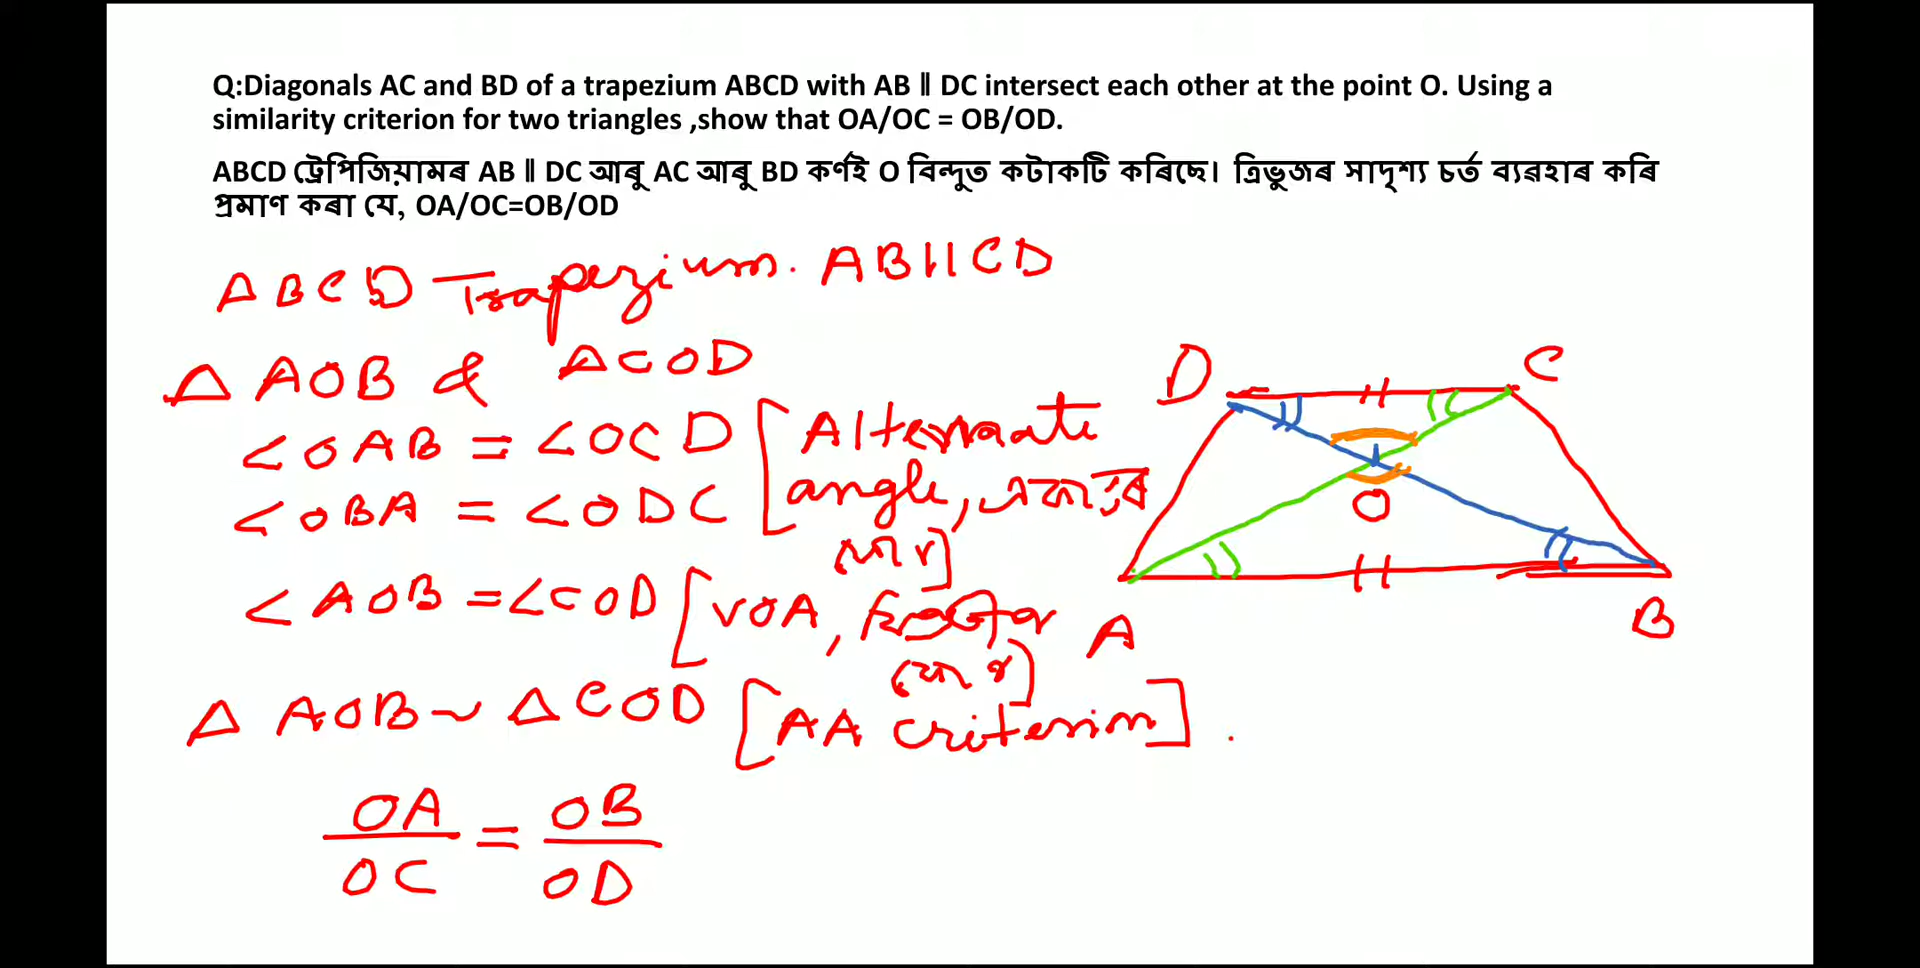 Q:Diagonals AC and BD of a trapezium ABCD with AB ǁ DC intersect each other at the point O. Using a
similarity criterion for two triangles ,show that OA/OC = OB/OD.
ABCD ট্ৰেপিজিয়ামৰ AB ǁ DC আৰু AC আৰু BD কৰ্ণই O বিন্দুত কটাকটি কৰিছে। ত্ৰিভুজৰ সাদৃশ্য চৰ্ত ব্যৱহাৰ কৰি
প্ৰমাণ কৰা যে, OA/OC=OB/OD
ABCD Trapezium. AB||CD
△ AOB & △COD
∠OAB = ∠OCD [Alternate
∠OBA = ∠ODC angle,
∠AOB = ∠COD [VOA,
△ AOB ~ △COD [AA criterion].
OA/OC = OB/OD
D
C
O
A
B